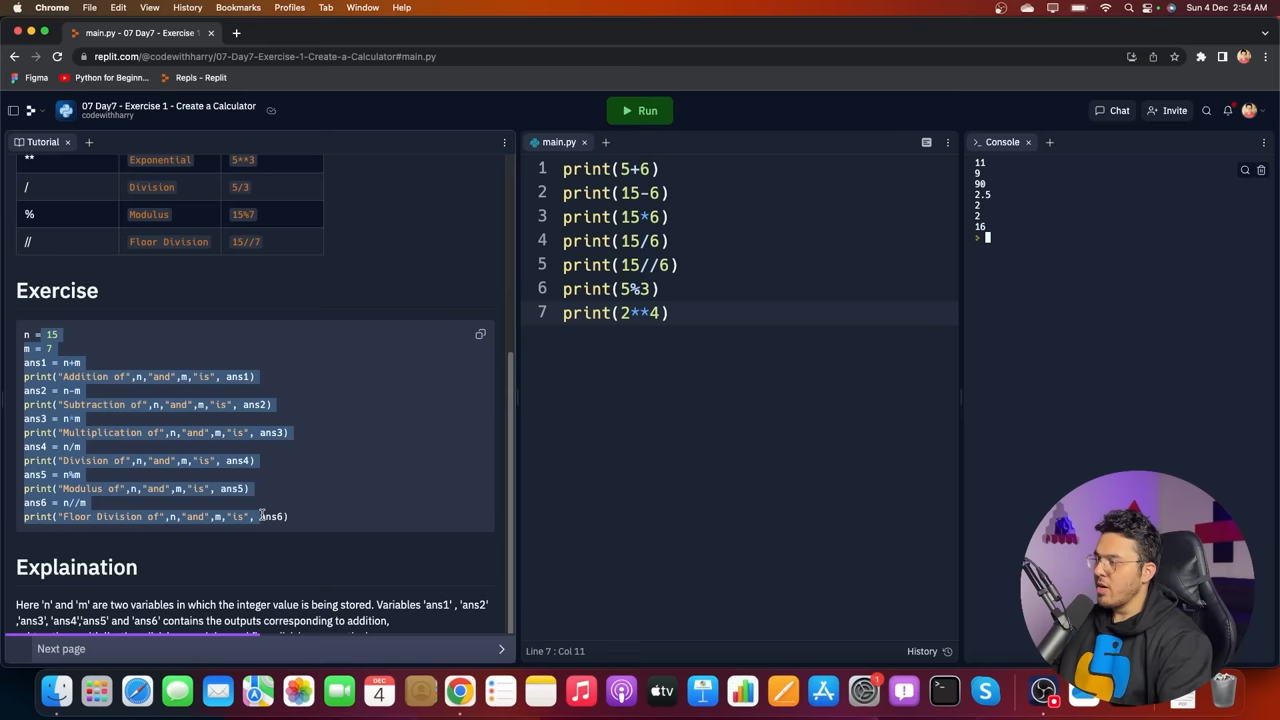 Chrome File Edit View History Bookmarks Profiles Tab Window Help
Sun 4 Dec 2:54 AM
main.py - 07 Day7 - Exercise 1
replit.com/@codewithharry/07-Day7-Exercise-1-Create-a-Calculator#main.py
Figma
Python for Beginn...
Repls - Replit
07 Day7 - Exercise 1 - Create a Calculator
codewithharry
Run
Chat
Invite
Tutorial
** Exponential 5**3
/ Division 5/3
% Modulus 15%7
// Floor Division 15//7
Exercise
n = 15
m = 7
ans1 = n+m
print("Addition of",n,"and",m,"is", ans1)
ans2 = n-m
print("Subtraction of",n,"and",m,"is", ans2)
ans3 = n*m
print("Multiplication of",n,"and",m,"is", ans3)
ans4 = n/m
print("Division of",n,"and",m,"is", ans4)
ans5 = n%m
print("Modulus of",n,"and",m,"is", ans5)
ans6 = n//m
print("Floor Division of",n,"and",m,"is", ans6)
Explaination
Here 'n' and 'm' are two variables in which the integer value is being stored. Variables 'ans1' , 'ans2'
,'ans3', 'ans4','ans5' and 'ans6' contains the outputs corresponding to addition,
Next page
main.py
1 print(5+6)
2 print(15-6)
3 print(15*6)
4 print(15/6)
5 print(15//6)
6 print(5%3)
7 print(2**4)
Line 7 : Col 11
History
Console
11
9
90
2.5
2
2
16
>
DEC
4
tv
1